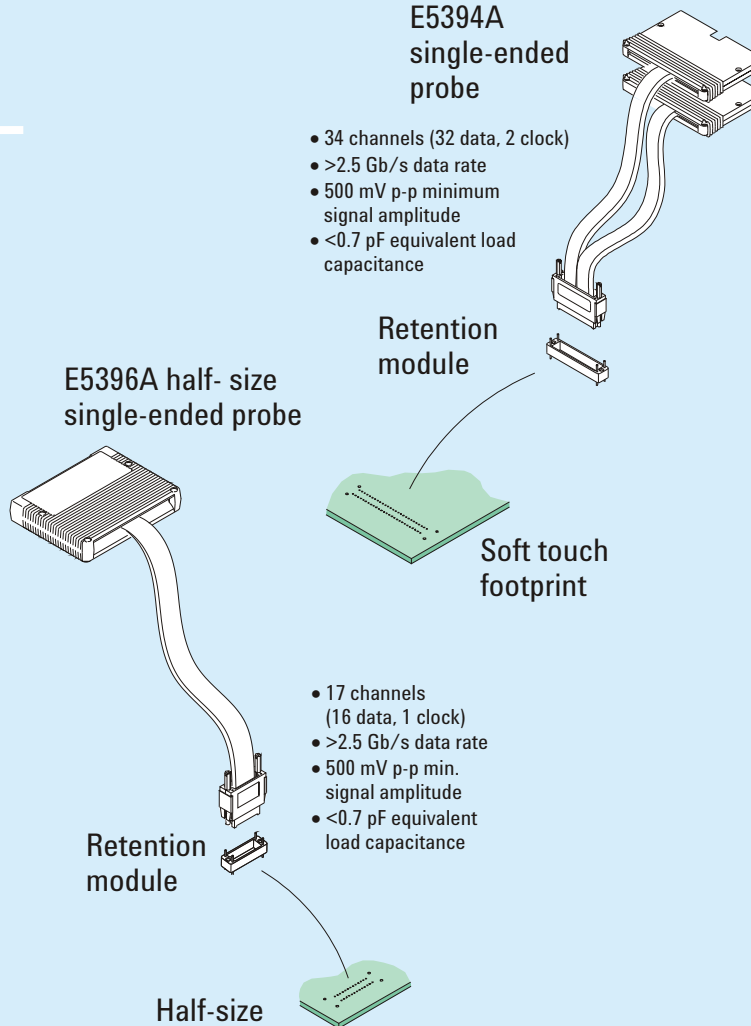 E5394A
single-ended
probe
• 34 channels (32 data, 2 clock)
• >2.5 Gb/s data rate
• 500 mV p-p minimum
signal amplitude
• <0.7 pF equivalent load
capacitance
Retention
module
Soft touch
footprint
E5396A half- size
single-ended probe
• 17 channels
(16 data, 1 clock)
• >2.5 Gb/s data rate
• 500 mV p-p min.
signal amplitude
• <0.7 pF equivalent
load capacitance
Retention
module
Half-size